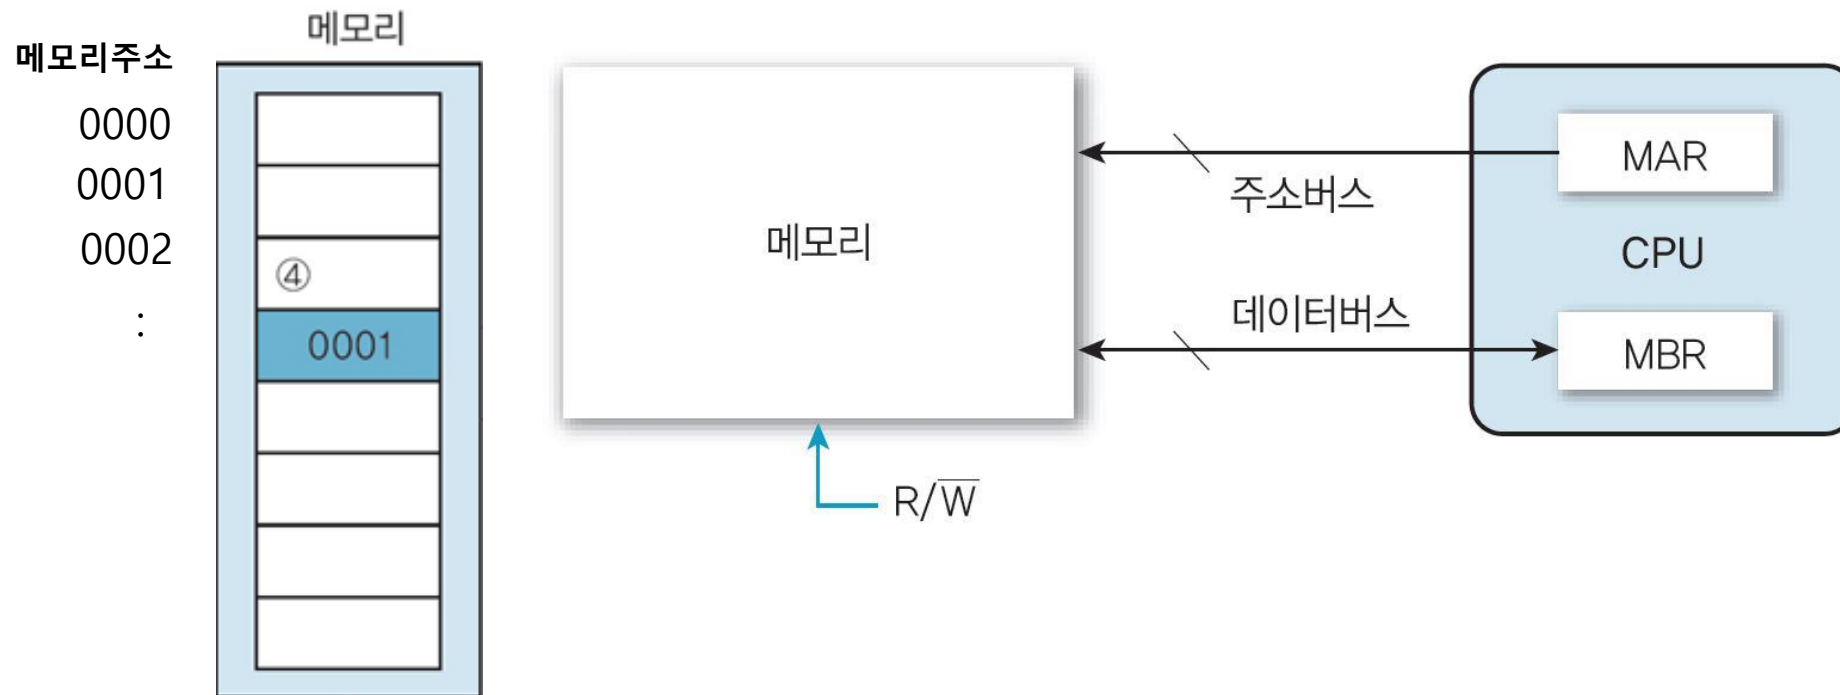 메모리
메모리주소
0000
0001
0002
:
④
0001
메모리
주소버스
데이터버스
R/W̅
MAR
CPU
MBR